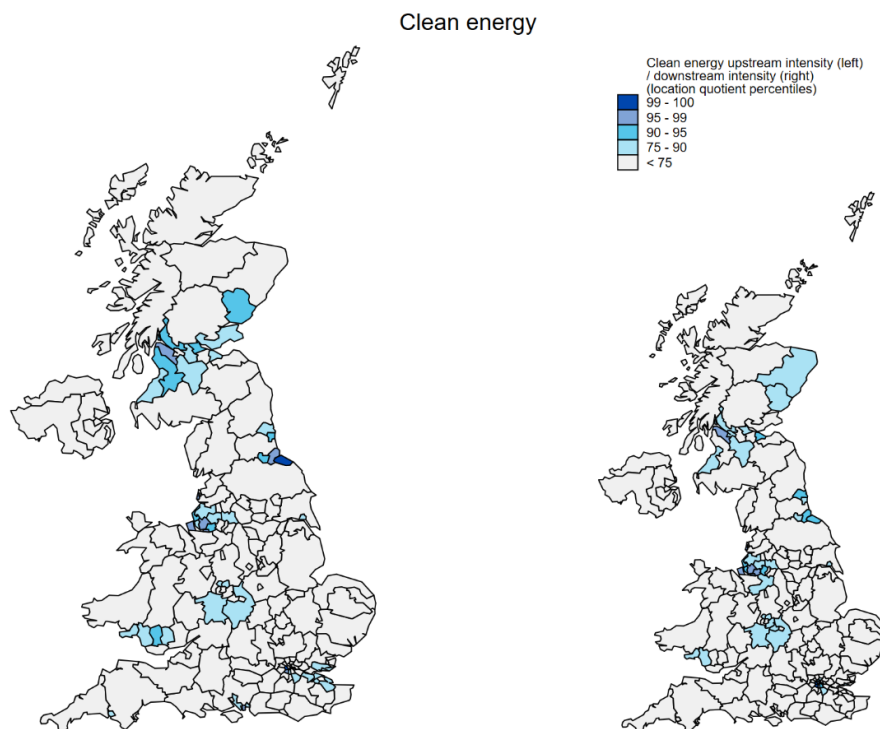 Clean energy
Clean energy upstream intensity (left)
/ downstream intensity (right)
(location quotient percentiles)
99 - 100
95 - 99
90 - 95
75 - 90
< 75